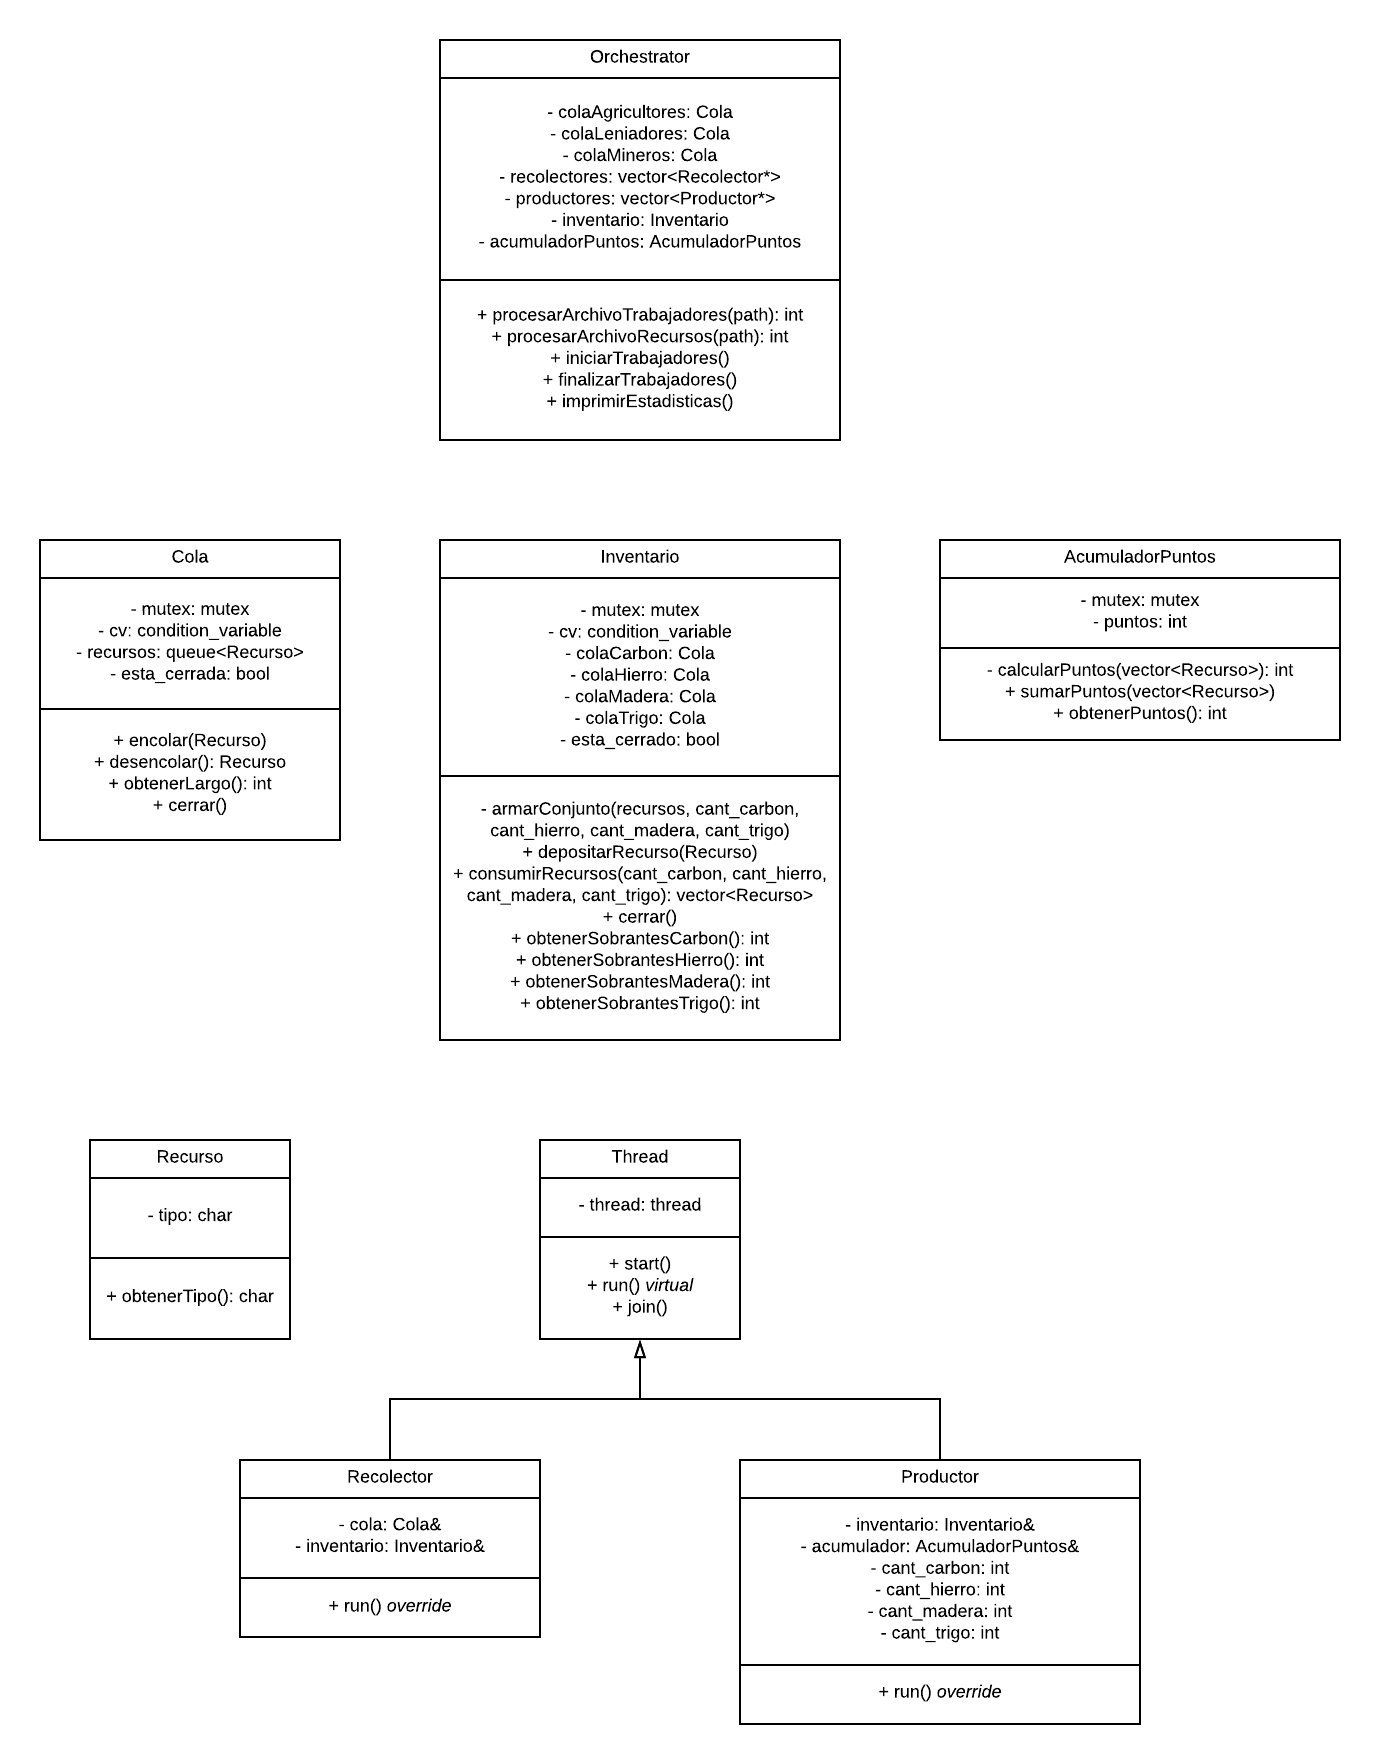 Orchestrator
- colaAgricultores: Cola
- colaLeniadores: Cola
- colaMineros: Cola
- recolectores: vector<Recolector*>
- productores: vector<Productor*>
- inventario: Inventario
- acumuladorPuntos: AcumuladorPuntos
+ procesarArchivoTrabajadores(path): int
+ procesarArchivoRecursos(path): int
+ iniciarTrabajadores()
+ finalizarTrabajadores()
+ imprimirEstadisticas()
Cola
- mutex: mutex
- cv: condition_variable
- recursos: queue<Recurso>
- esta_cerrada: bool
+ encolar(Recurso)
+ desencolar(): Recurso
+ obtenerLargo(): int
+ cerrar()
Inventario
- mutex: mutex
- cv: condition_variable
- colaCarbon: Cola
- colaHierro: Cola
- colaMadera: Cola
- colaTrigo: Cola
- esta_cerrado: bool
- armarConjunto(recursos, cant_carbon,
cant_hierro, cant_madera, cant_trigo)
+ depositarRecurso(Recurso)
+ consumirRecursos(cant_carbon, cant_hierro,
cant_madera, cant_trigo): vector<Recurso>
+ cerrar()
+ obtenerSobrantesCarbon(): int
+ obtenerSobrantesHierro(): int
+ obtenerSobrantesMadera(): int
+ obtenerSobrantesTrigo(): int
AcumuladorPuntos
- mutex: mutex
- puntos: int
- calcularPuntos(vector<Recurso>): int
+ sumarPuntos(vector<Recurso>)
+ obtenerPuntos(): int
Recurso
- tipo: char
+ obtenerTipo(): char
Thread
- thread: thread
+ start()
+ run() virtual
+ join()
Recolector
- cola: Cola&
- inventario: Inventario&
+ run() override
Productor
- inventario: Inventario&
- acumulador: AcumuladorPuntos&
- cant_carbon: int
- cant_hierro: int
- cant_madera: int
- cant_trigo: int
+ run() override